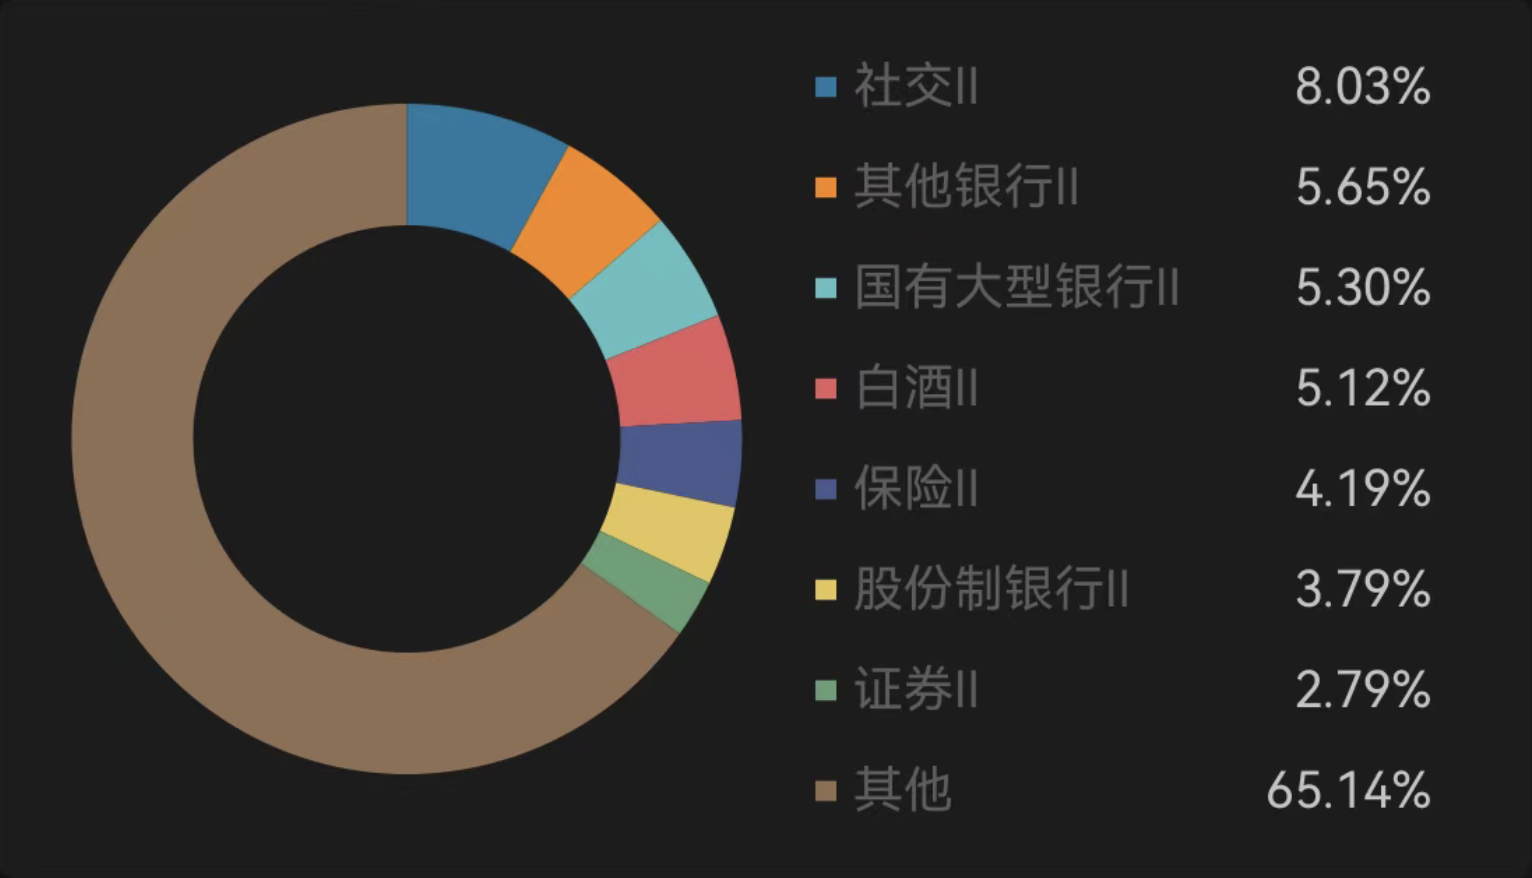 社交II 8.03%
其他银行II 5.65%
国有大型银行II 5.30%
白酒II 5.12%
保险II 4.19%
股份制银行II 3.79%
证券II 2.79%
其他 65.14%